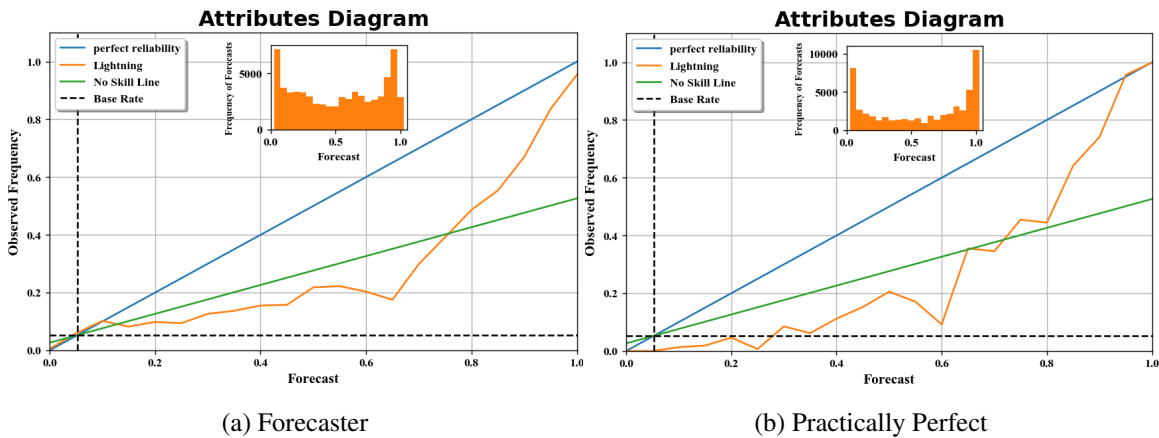 Attributes Diagram
perfect reliability
Lightning
No Skill Line
Base Rate
Frequency of Forecasts
5000
0
0.0 0.5 1.0
Forecast
Observed Frequency
1.0
0.8
0.6
0.4
0.2
0.0
0.0 0.2 0.4 0.6 0.8 1.0
Forecast
(a) Forecaster
Attributes Diagram
perfect reliability
Lightning
No Skill Line
Base Rate
Frequency of Forecasts
10000
5000
0
0.0 0.5 1.0
Forecast
Observed Frequency
1.0
0.8
0.6
0.4
0.2
0.0
0.0 0.2 0.4 0.6 0.8 1.0
Forecast
(b) Practically Perfect